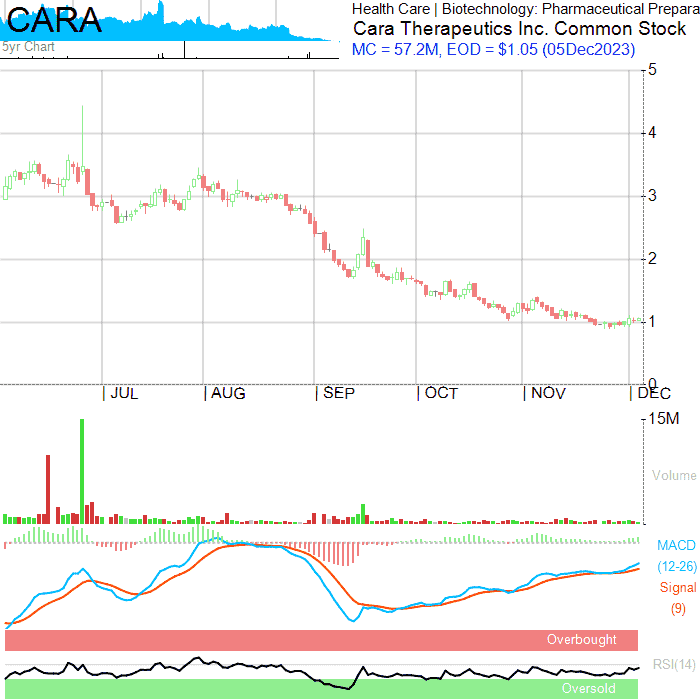 CARA
Health Care | Biotechnology: Pharmaceutical Prepara
Cara Therapeutics Inc. Common Stock
5yr Chart
MC = 57.2M, EOD = $1.05 (05Dec2023)
5
4
3
2
1
0
JUL AUG SEP OCT NOV DEC
15M
Volume
MACD
(12-26)
Signal
(9)
Overbought
RSI(14)
Oversold